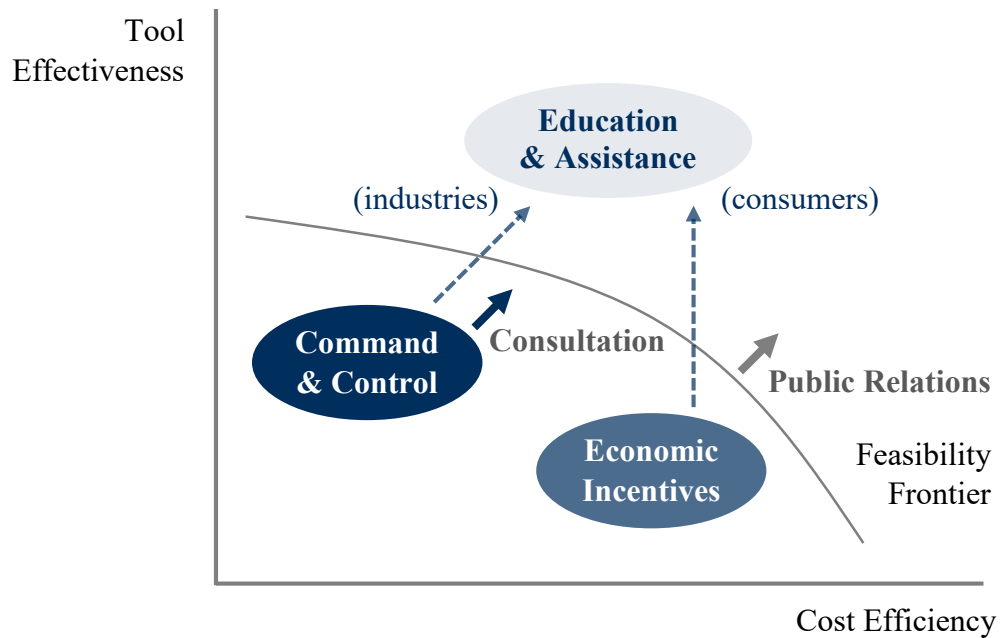 Tool
Effectiveness
Education
& Assistance
(industries)
(consumers)
Command
& Control
Consultation
Public Relations
Economic
Incentives
Feasibility
Frontier
Cost Efficiency